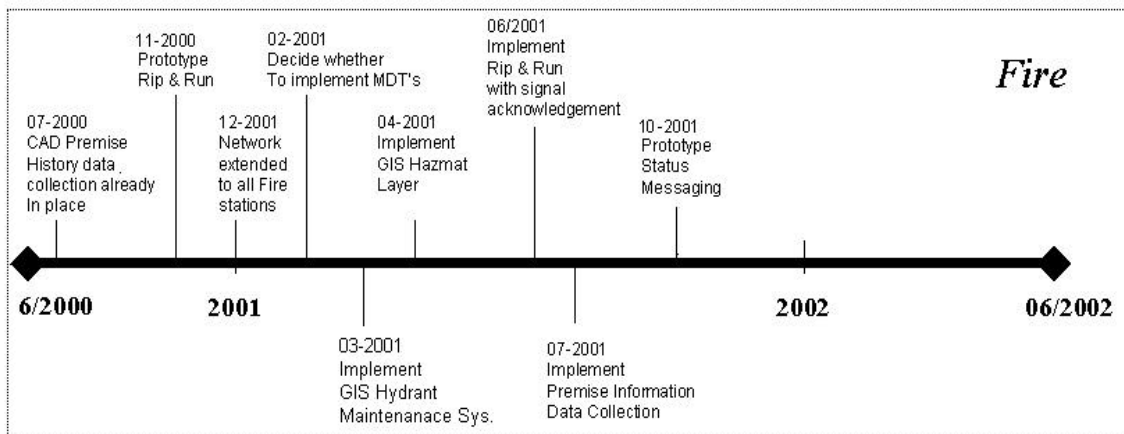 Fire
07-2000
CAD Premise
History data
collection already
In place
11-2000
Prototype
Rip & Run
12-2001
Network
extended
to all Fire
stations
02-2001
Decide whether
To implement MDT's
04-2001
Implement
GIS Hazmat
Layer
06/2001
Implement
Rip & Run
with signal
acknowledgement
10-2001
Prototype
Status
Messaging
6/2000
2001
2002
06/2002
03-2001
Implement
GIS Hydrant
Maintenanace Sys.
07-2001
Implement
Premise Information
Data Collection